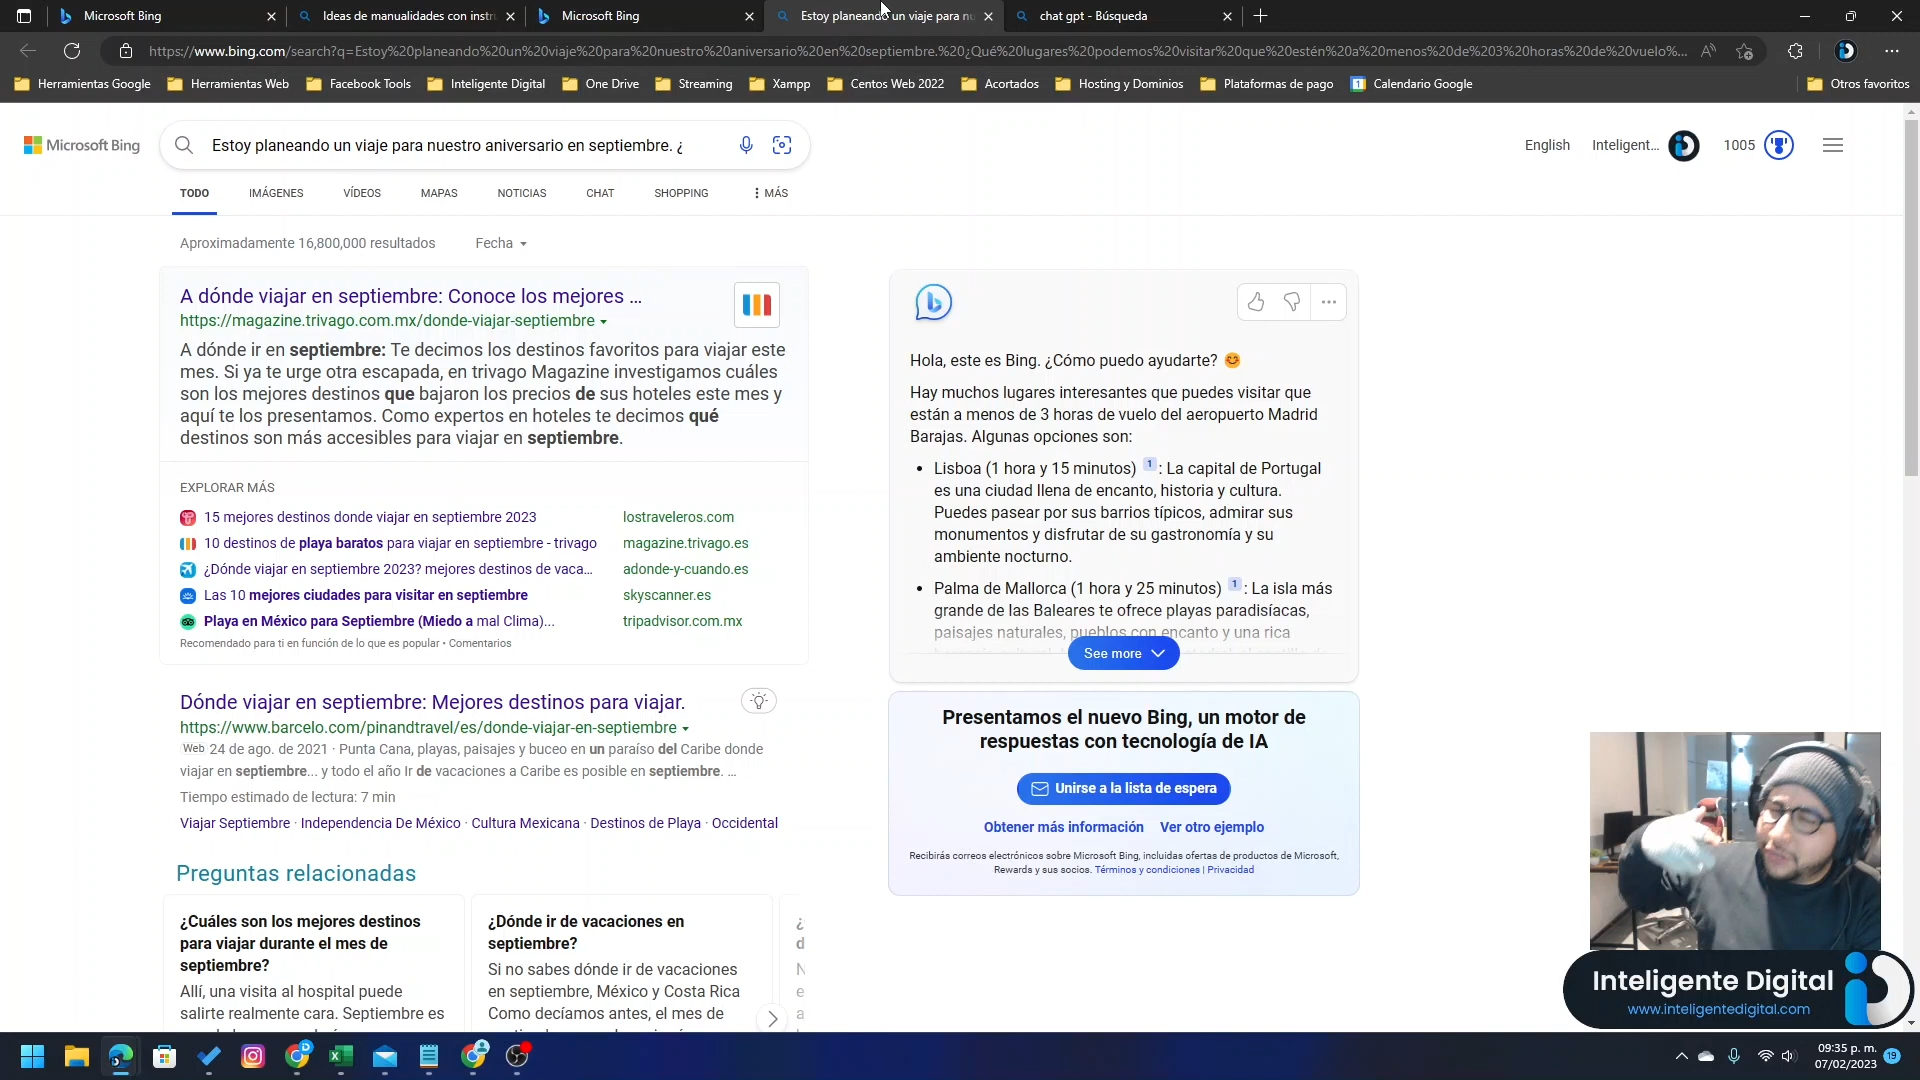 Microsoft Bing
Ideas de manualidades con instru
Microsoft Bing
Estoy planeando un viaje para nu
chat gpt - Búsqueda
https://www.bing.com/search?q=Estoy%20planeando%20un%20viaje%20para%20nuestro%20aniversario%20en%20septiembre.%20¿Qué%20lugares%20podemos%20visitar%20que%20estén%20a%20menos%20de%203%20horas%20de%20vuelo%...
Herramientas Google
Herramientas Web
Facebook Tools
Inteligente Digital
One Drive
Streaming
Xampp
Centos Web 2022
Acortados
Hosting y Dominios
Plataformas de pago
Calendario Google
Otros favoritos
Microsoft Bing
Estoy planeando un viaje para nuestro aniversario en septiembre. ¿
English
Inteligent...
1005
TODO
IMÁGENES
VÍDEOS
MAPAS
NOTICIAS
CHAT
SHOPPING
MÁS
Aproximadamente 16,800,000 resultados
Fecha
A dónde viajar en septiembre: Conoce los mejores ...
https://magazine.trivago.com.mx/donde-viajar-septiembre
A dónde ir en septiembre: Te decimos los destinos favoritos para viajar este
mes. Si ya te urge otra escapada, en trivago Magazine investigamos cuáles
son los mejores destinos que bajaron los precios de sus hoteles este mes y
aquí te los presentamos. Como expertos en hoteles te decimos qué
destinos son más accesibles para viajar en septiembre.
EXPLORAR MÁS
15 mejores destinos donde viajar en septiembre 2023 lostraveleros.com
10 destinos de playa baratos para viajar en septiembre - trivago magazine.trivago.es
¿Dónde viajar en septiembre 2023? mejores destinos de vaca... adonde-y-cuando.es
Las 10 mejores ciudades para visitar en septiembre skyscanner.es
Playa en México para Septiembre (Miedo a mal Clima)... tripadvisor.com.mx
Recomendado para ti en función de lo que es popular • Comentarios
Dónde viajar en septiembre: Mejores destinos para viajar.
https://www.barcelo.com/pinandtravel/es/donde-viajar-en-septiembre
Web 24 de ago. de 2021 · Punta Cana, playas, paisajes y buceo en un paraíso del Caribe donde
viajar en septiembre... y todo el año Ir de vacaciones a Caribe es posible en septiembre. ...
Tiempo estimado de lectura: 7 min
Viajar Septiembre · Independencia De México · Cultura Mexicana · Destinos de Playa · Occidental
Preguntas relacionadas
¿Cuáles son los mejores destinos
para viajar durante el mes de
septiembre?
Allí, una visita al hospital puede
salirte realmente cara. Septiembre es
¿Dónde ir de vacaciones en
septiembre?
Si no sabes dónde ir de vacaciones
en septiembre, México y Costa Rica
Como decíamos antes, el mes de
Hola, este es Bing. ¿Cómo puedo ayudarte? 😊
Hay muchos lugares interesantes que puedes visitar que
están a menos de 3 horas de vuelo del aeropuerto Madrid
Barajas. Algunas opciones son:
• Lisboa (1 hora y 15 minutos) 1 : La capital de Portugal
es una ciudad llena de encanto, historia y cultura.
Puedes pasear por sus barrios típicos, admirar sus
monumentos y disfrutar de su gastronomía y su
ambiente nocturno.
• Palma de Mallorca (1 hora y 25 minutos) 1 : La isla más
grande de las Baleares te ofrece playas paradisíacas,
paisajes naturales, pueblos con encanto y una rica
See more
Presentamos el nuevo Bing, un motor de
respuestas con tecnología de IA
Unirse a la lista de espera
Obtener más información
Ver otro ejemplo
Recibirás correos electrónicos sobre Microsoft Bing, incluidas ofertas de productos de Microsoft,
Rewards y sus socios. Términos y condiciones | Privacidad
Inteligente Digital
www.inteligentedigital.com
09:35 p. m.
07/02/2023
19